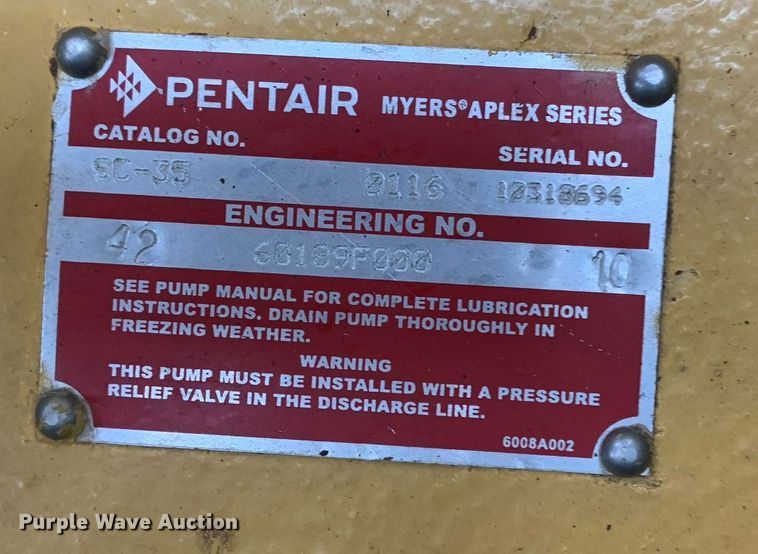 PENTAIR MYERS® APLEX SERIES
CATALOG NO. SERIAL NO.
SC-35 0116 10318694
ENGINEERING NO.
42 60189P000 10
SEE PUMP MANUAL FOR COMPLETE LUBRICATION
INSTRUCTIONS. DRAIN PUMP THOROUGHLY IN
FREEZING WEATHER.
WARNING
THIS PUMP MUST BE INSTALLED WITH A PRESSURE
RELIEF VALVE IN THE DISCHARGE LINE.
6008A002
Purple Wave Auction